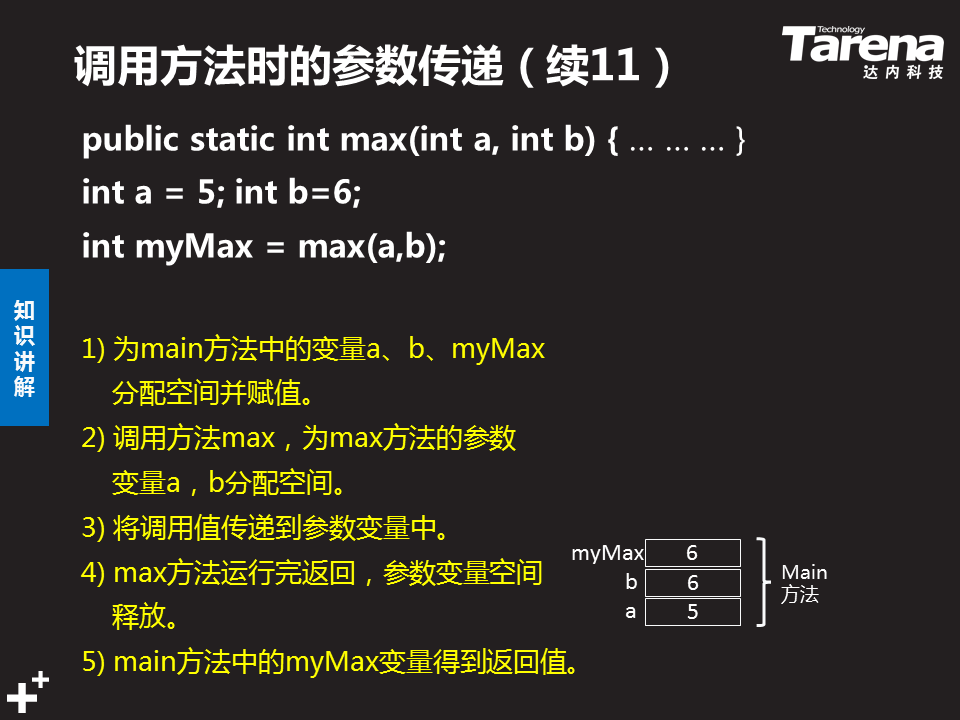 调用方法时的参数传递（续11）
Technology
Tarena
达内科技
public static int max(int a, int b) { … … … }
int a = 5; int b=6;
int myMax = max(a,b);
知
识
讲
解
1) 为main方法中的变量a、b、myMax
分配空间并赋值。
2) 调用方法max，为max方法的参数
变量a，b分配空间。
3) 将调用值传递到参数变量中。
4) max方法运行完返回，参数变量空间
释放。
5) main方法中的myMax变量得到返回值。
myMax 6
b 6
a 5
Main
方法